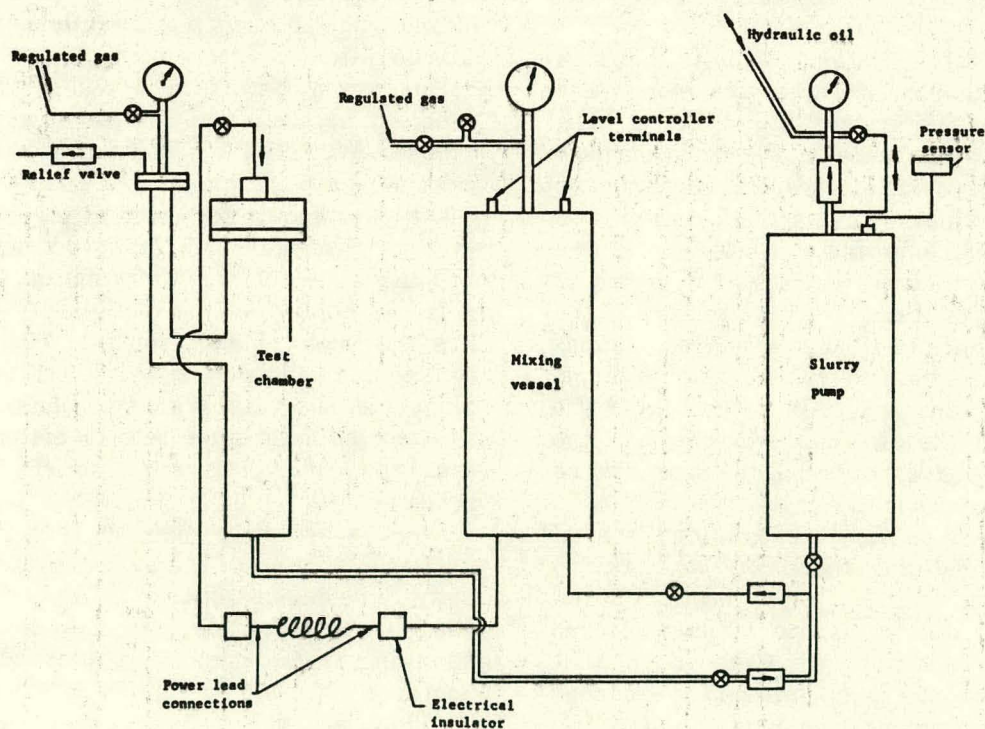 Regulated gas
Relief valve
Regulated gas
Level controller
terminals
Hydraulic oil
Pressure
sensor
Test
chamber
Mixing
vessel
Slurry
pump
Power lead
connections
Electrical
insulator